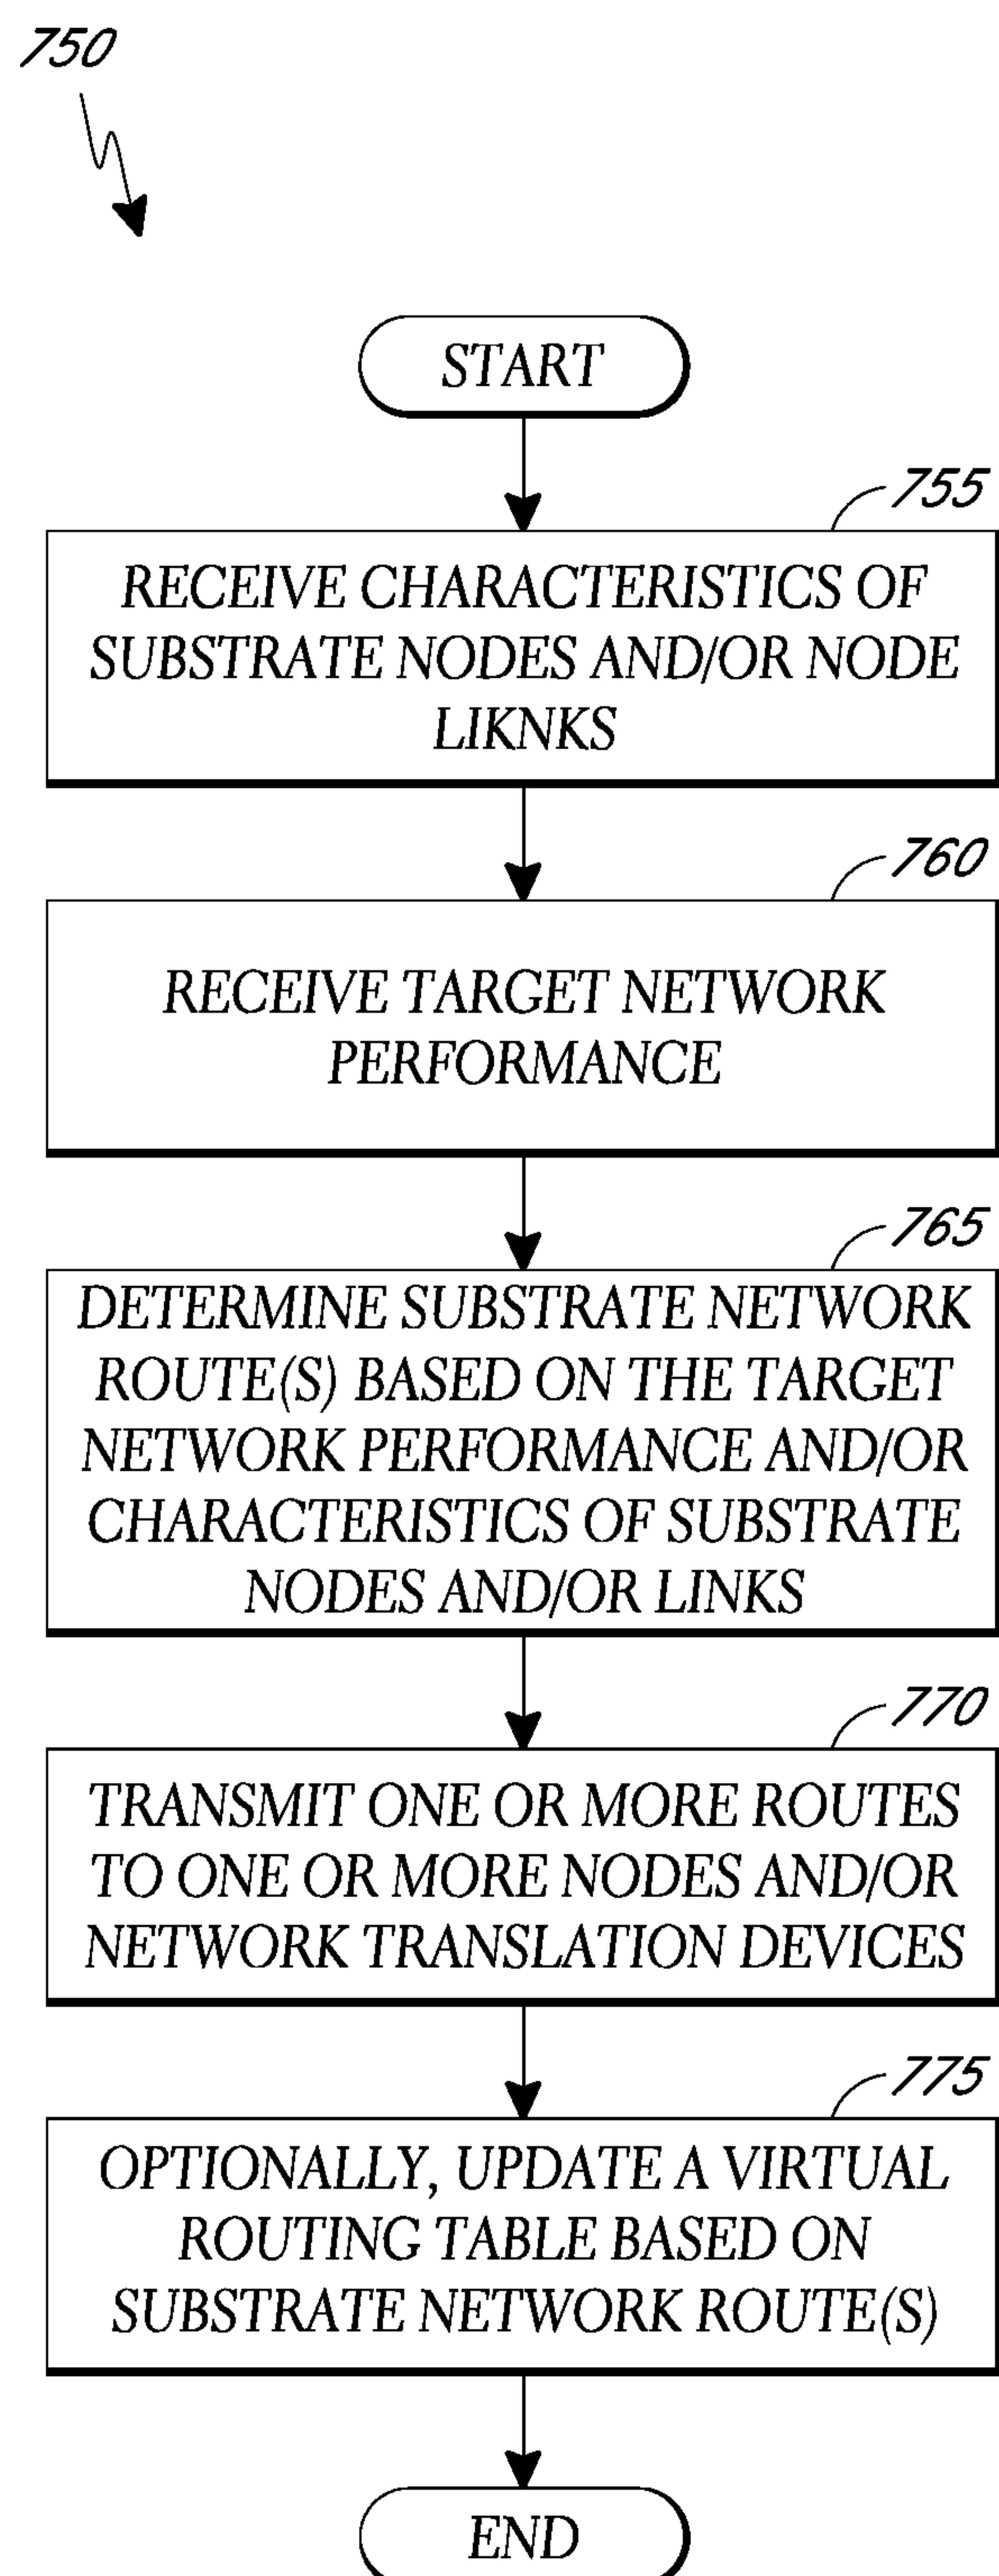 750
START
755
RECEIVE CHARACTERISTICS OF
SUBSTRATE NODES AND/OR NODE
LIKNKS
760
RECEIVE TARGET NETWORK
PERFORMANCE
765
DETERMINE SUBSTRATE NETWORK
ROUTE(S) BASED ON THE TARGET
NETWORK PERFORMANCE AND/OR
CHARACTERISTICS OF SUBSTRATE
NODES AND/OR LINKS
770
TRANSMIT ONE OR MORE ROUTES
TO ONE OR MORE NODES AND/OR
NETWORK TRANSLATION DEVICES
775
OPTIONALLY, UPDATE A VIRTUAL
ROUTING TABLE BASED ON
SUBSTRATE NETWORK ROUTE(S)
END